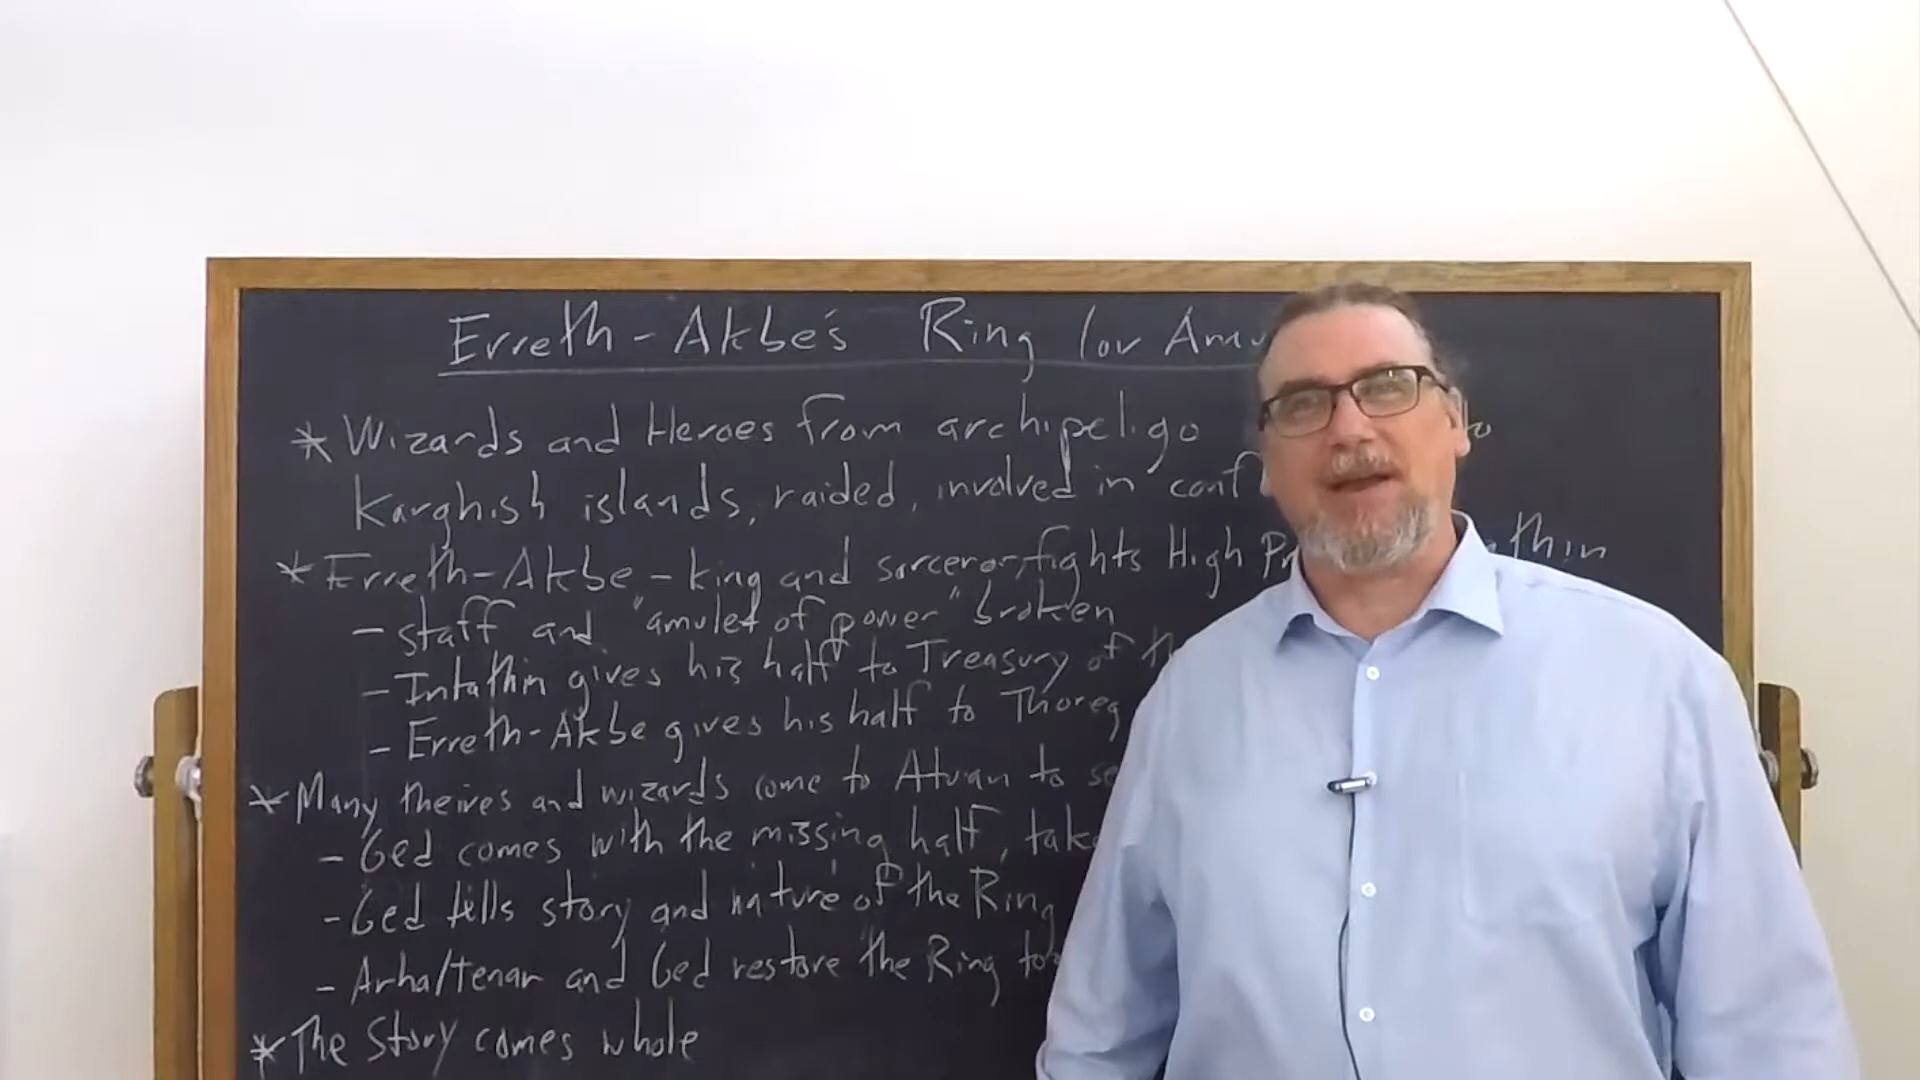 Erreth-Akbe's Ring (or Amu
* Wizards and Heroes from archipeligo
Karghish islands, raided, involved in conf
* Erreth-Akbe - king and sorceror, fights High Pr
- staff and "amulet of power" broken
- Intathin gives his half to Treasury of th
- Erreth-Akbe gives his half to Thoreg
* Many theives and wizards come to Atuan to se
- Ged comes with the missing half, take
- Ged tells story and nature of the Ring
- Arha/Tenar and Ged restore the Ring
* The Story comes whole